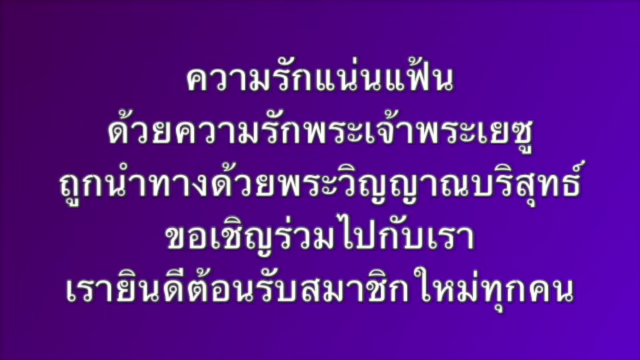 ความรักแน่นแฟ้น
ด้วยความรักพระเจ้าพระเยซู
ถูกนำทางด้วยพระวิญญาณบริสุทธ์
ขอเชิญร่วมไปกับเรา
เรายินดีต้อนรับสมาชิกใหม่ทุกคน